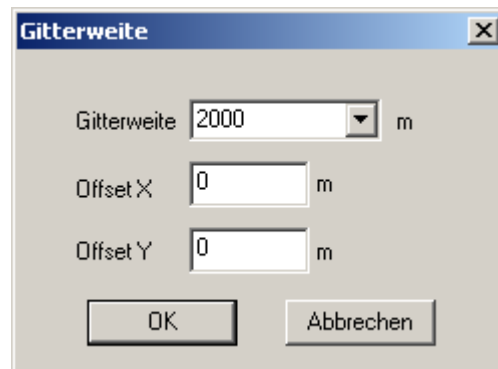 Gitterweite
Gitterweite 2000 m
Offset X 0 m
Offset Y 0 m
OK Abbrechen